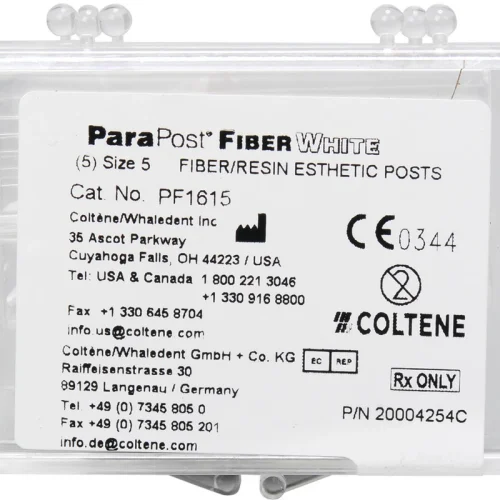 ParaPost® FIBER WHITE
(5) Size 5 FIBER/RESIN ESTHETIC POSTS
Cat. No. PF1615
Coltène/Whaledent Inc
35 Ascot Parkway
Cuyahoga Falls, OH 44223 / USA
Tel: USA & Canada 1 800 221 3046
+1 330 916 8800
Fax +1 330 645 8704
info.us@coltene.com
CE 0344
2
COLTENE
Coltène/Whaledent GmbH + Co. KG
EC REP
Raiffeisenstrasse 30
89129 Langenau / Germany
Tel +49 (0) 7345 805 0
Fax +49 (0) 7345 805 201
info.de@coltene.com
Rx ONLY
P/N 20004254C